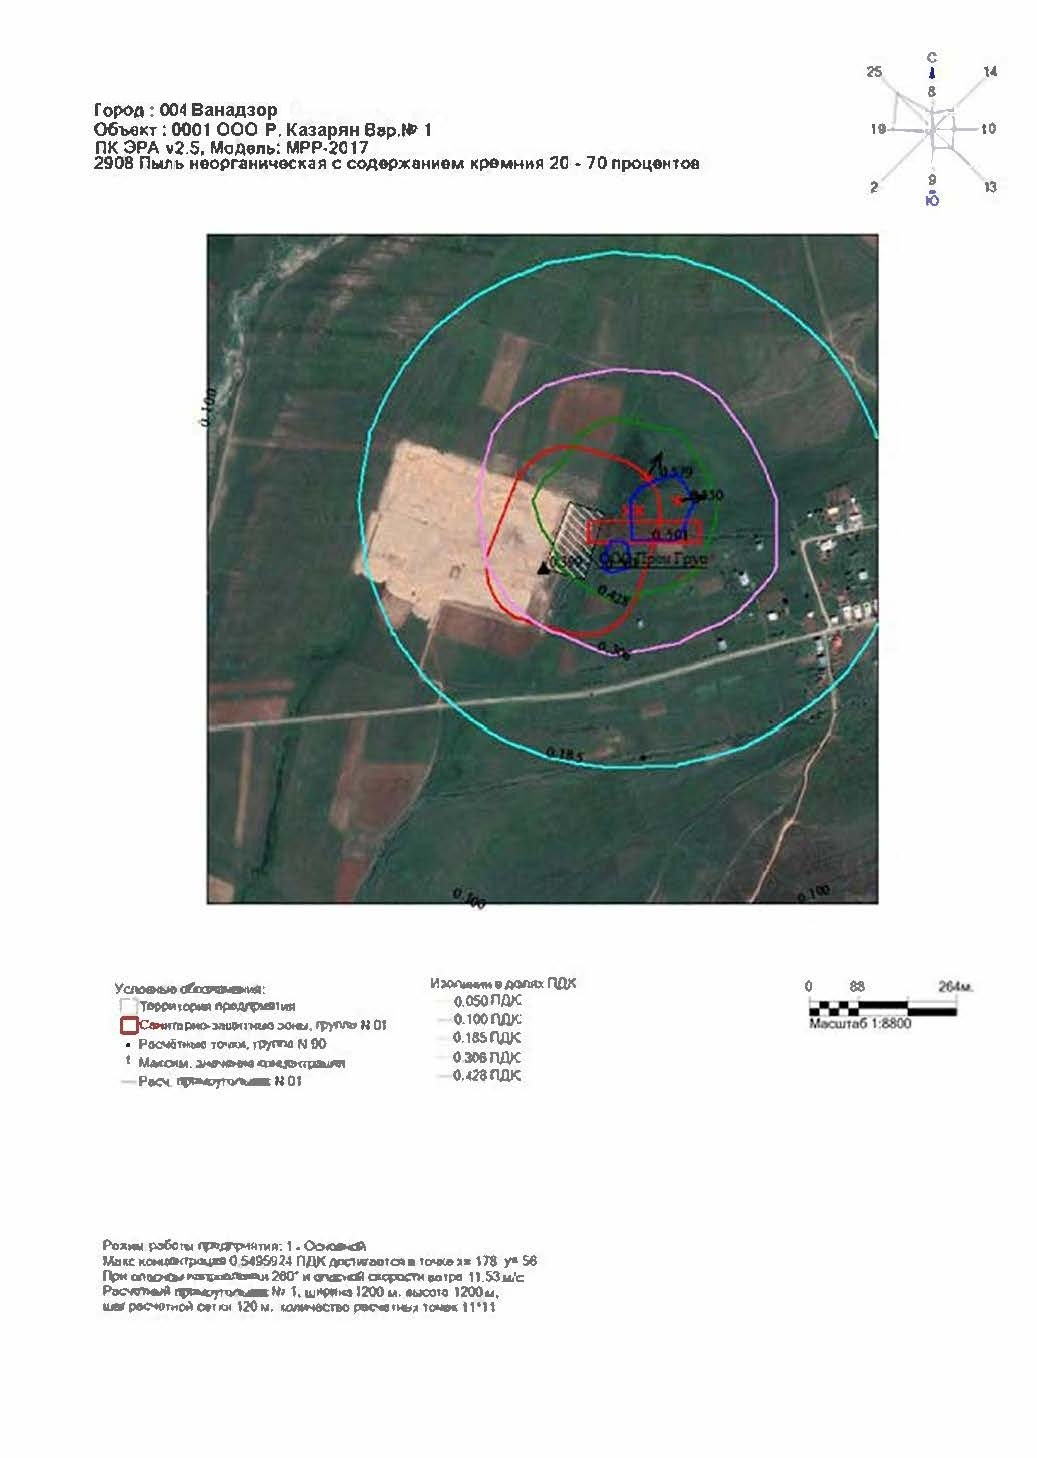 Город : 004 Ванадзор
Объект : 0001 ООО Р. Казарян Вар.№ 1
ПК ЭРА v2.5, Модель: МРР-2017
2908 Пыль неорганическая с содержанием кремния 20 - 70 процентов
С
25
14
8
19
10
2
9
13
Ю
0.100
0.539
0.550
0.501
0.390
0.428
0.306
0.185
0.100
0.100
Условные обозначения:
Территория предприятия
Санитарно-защитные зоны, группа N 01
Расчётные точки, группа N 90
Максим. значение концентрации
Расч. прямоугольник N 01
Изолинии в долях ПДК
0.050 ПДК
0.100 ПДК
0.185 ПДК
0.306 ПДК
0.428 ПДК
0 88 264м.
Масштаб 1:8800
Режим работы предприятия: 1 - Основной
Макс концентрация 0.5495924 ПДК достигается в точке x= 178 y= 56
При опасном направлении 260° и опасной скорости ветра 11.53 м/с
Расчетный прямоугольник № 1, ширина 1200 м, высота 1200 м,
шаг расчетной сетки 120 м, количество расчетных точек 11*11